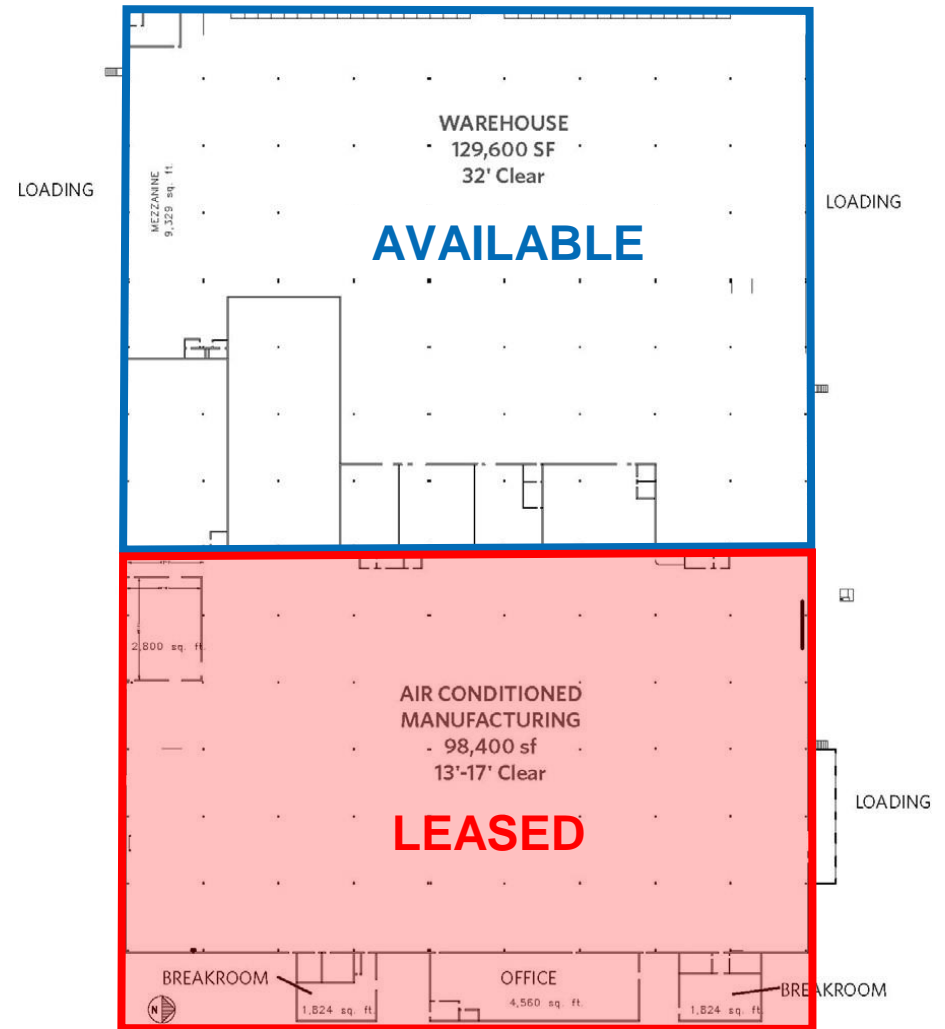 WAREHOUSE
129,600 SF
32' Clear
MEZZANINE
9,329 sq. ft.
LOADING
LOADING
AVAILABLE
2,800 sq. ft.
AIR CONDITIONED
MANUFACTURING
98,400 sf
13'-17' Clear
LOADING
LEASED
BREAKROOM
OFFICE
BREAKROOM
1,824 sq. ft.
4,560 sq. ft.
1,824 sq. ft.
N